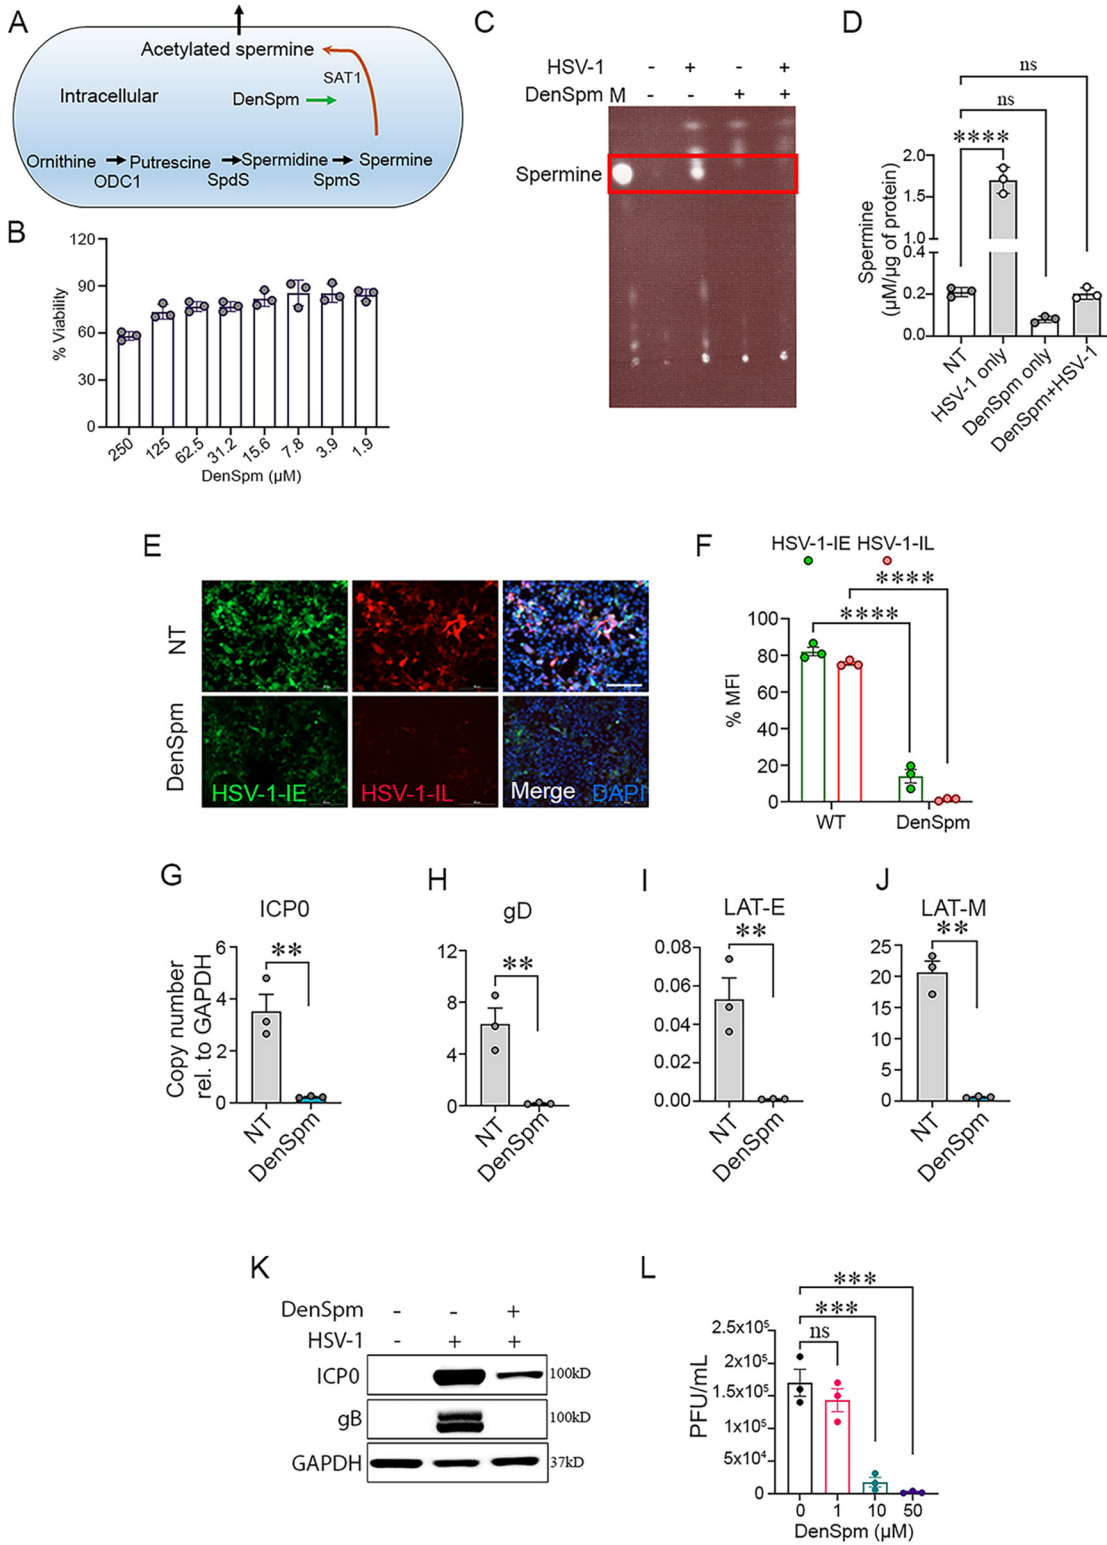 A
Acetylated spermine
SAT1
Intracellular
DenSpm
Ornithine
Putrescine
Spermidine
Spermine
ODC1
SpdS
SpmS
B
120
90
60
30
0
% Viability
250
125
62.5
31.2
15.6
7.8
3.9
1.9
DenSpm (μM)
C
HSV-1 - + - +
DenSpm M - - + +
Spermine
D
ns
ns
****
2.0
1.5
1.0
0.4
0.2
0.0
Spermine
(μM/μg of protein)
NT
HSV-1 only
DenSpm only
DenSpm+HSV-1
E
NT
DenSpm
HSV-1-IE
HSV-1-IL
Merge
DAPI
F
HSV-1-IE HSV-1-IL
****
****
100
80
60
40
20
0
% MFI
WT
DenSpm
G
ICP0
**
6
4
2
0
Copy number
rel. to GAPDH
NT
DenSpm
H
gD
**
12
8
4
0
NT
DenSpm
I
LAT-E
**
0.08
0.06
0.04
0.02
0.00
NT
DenSpm
J
LAT-M
**
25
20
15
10
5
0
NT
DenSpm
K
DenSpm - - +
HSV-1 - + +
ICP0 100kD
gB 100kD
GAPDH 37kD
L
***
***
ns
2.5x10⁵
2x10⁵
1.5x10⁵
1x10⁵
5x10⁴
0
PFU/mL
0 1 10 50
DenSpm (μM)